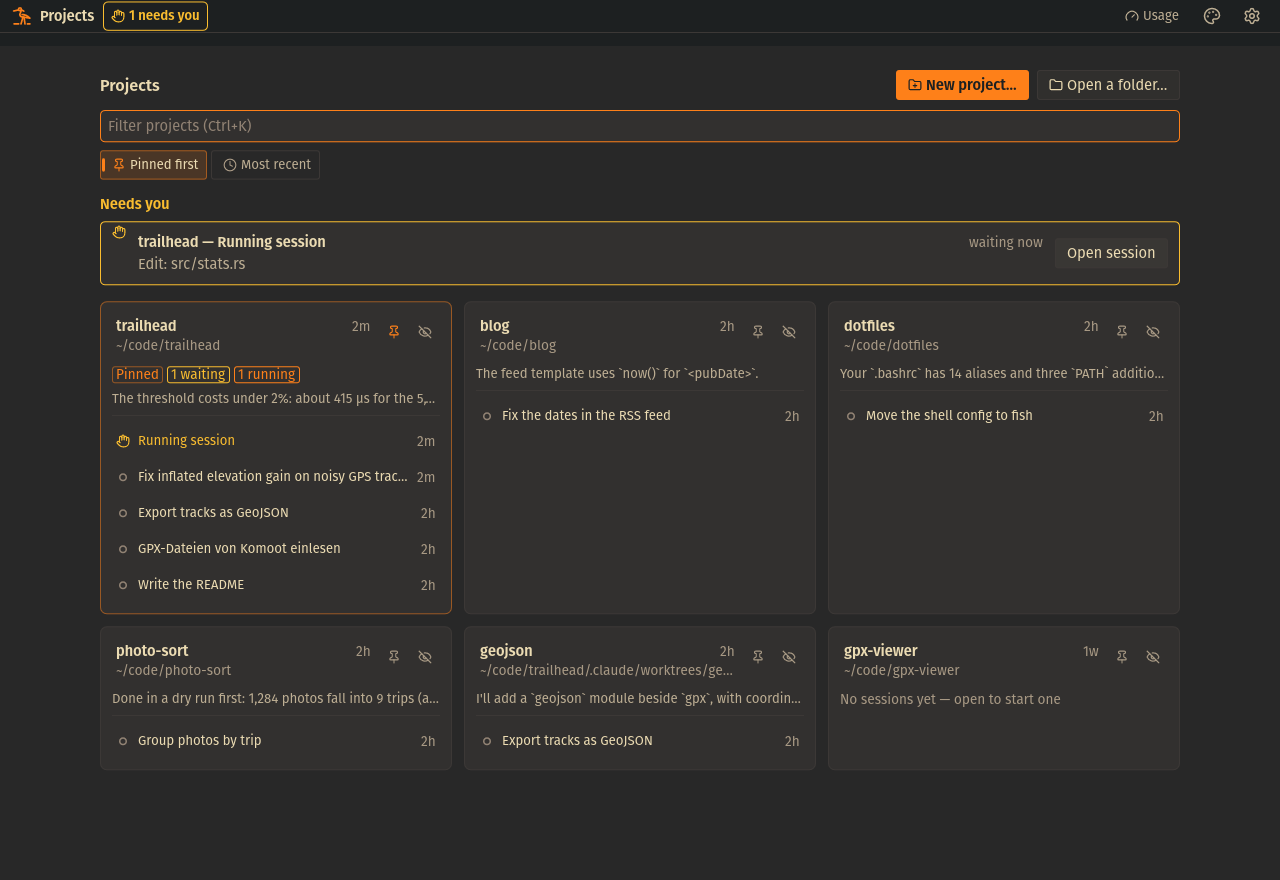 Projects
1 needs you
Usage
Projects
New project...
Open a folder...
Filter projects (Ctrl+K)
Pinned first
Most recent
Needs you
trailhead — Running session
waiting now
Edit: src/stats.rs
Open session
trailhead
2m
~/code/trailhead
Pinned
1 waiting
1 running
The threshold costs under 2%: about 415 µs for the 5,...
Running session
2m
Fix inflated elevation gain on noisy GPS trac...
2m
Export tracks as GeoJSON
2h
GPX-Dateien von Komoot einlesen
2h
Write the README
2h
blog
2h
~/code/blog
The feed template uses `now()` for `<pubDate>`.
Fix the dates in the RSS feed
2h
dotfiles
2h
~/code/dotfiles
Your `.bashrc` has 14 aliases and three `PATH` additio...
Move the shell config to fish
2h
photo-sort
2h
~/code/photo-sort
Done in a dry run first: 1,284 photos fall into 9 trips (a...
Group photos by trip
2h
geojson
2h
~/code/trailhead/.claude/worktrees/ge...
I'll add a `geojson` module beside `gpx`, with coordin...
Export tracks as GeoJSON
2h
gpx-viewer
1w
~/code/gpx-viewer
No sessions yet — open to start one